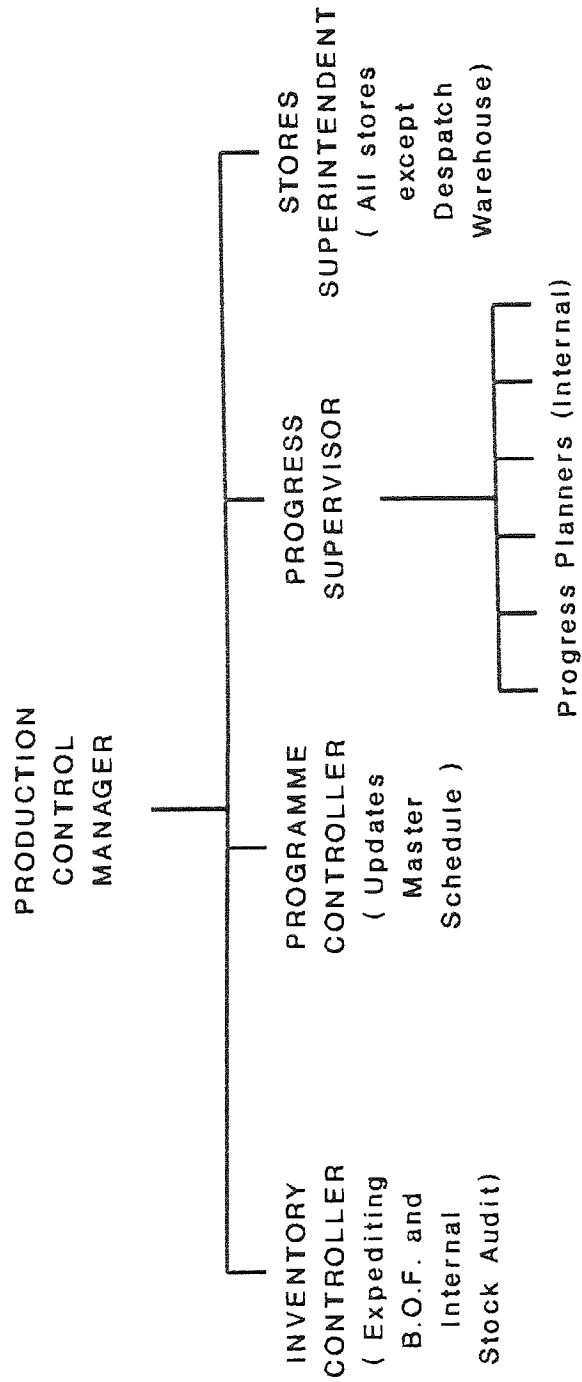 PRODUCTION
CONTROL
MANAGER
INVENTORY
CONTROLLER
( Expediting
B.O.F. and
Internal
Stock Audit)
PROGRAMME
CONTROLLER
( Updates
Master
Schedule )
PROGRESS
SUPERVISOR
STORES
SUPERINTENDENT
( All stores
except
Despatch
Warehouse)
Progress Planners (Internal)